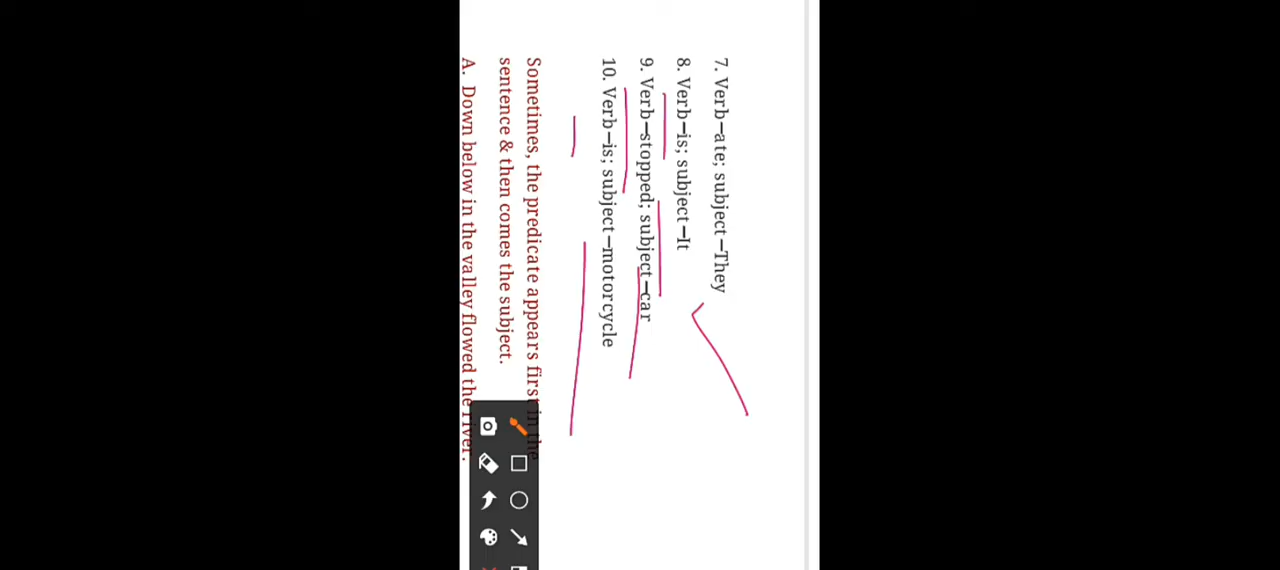 7. Verb–ate; subject–They
8. Verb–is; subject–It
9. Verb–stopped; subject–car
10. Verb–is; subject–motorcycle
Sometimes, the predicate appears first in the
sentence & then comes the subject.
A. Down below in the valley flowed the river.